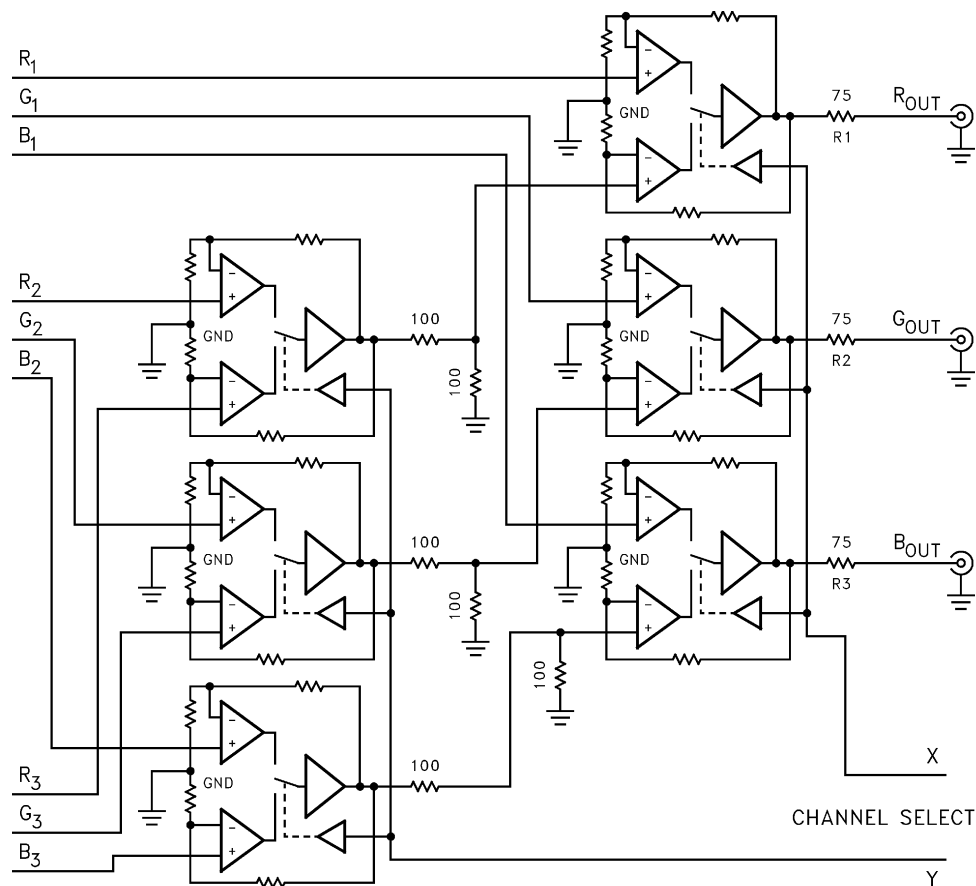 R1
G1
B1
GND
75
R1
ROUT
−
+
−
+
R2
G2
B2
GND
100
100
−
+
−
+
GND
75
R2
GOUT
−
+
−
+
GND
100
100
−
+
−
+
GND
75
R3
BOUT
−
+
−
+
100
R3
G3
B3
GND
100
−
+
−
+
X
CHANNEL SELECT
Y